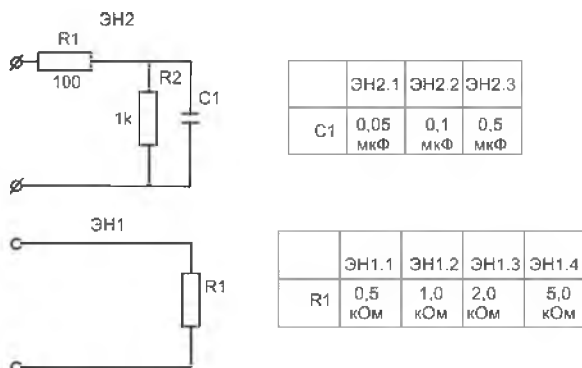 ЭН2
R1
100
R2
1k
C1
ЭН2.1 ЭН2.2 ЭН2.3
C1 0,05 мкФ 0,1 мкФ 0,5 мкФ
ЭН1
R1
ЭН1.1 ЭН1.2 ЭН1.3 ЭН1.4
R1 0,5 кОм 1,0 кОм 2,0 кОм 5,0 кОм